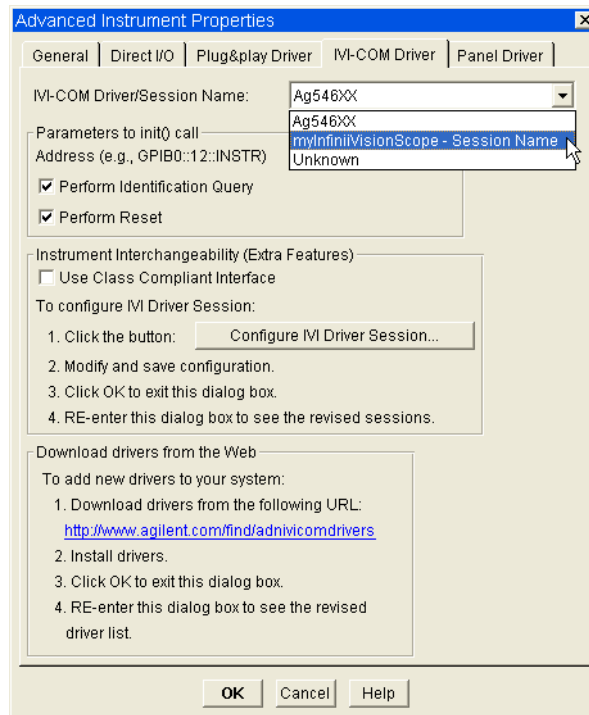 Advanced Instrument Properties
General Direct I/O Plug&play Driver IVI-COM Driver Panel Driver
IVI-COM Driver/Session Name: Ag546XX
Ag546XX
myInfiniiVisionScope - Session Name
Unknown
Parameters to init() call
Address (e.g., GPIB0::12::INSTR)
Perform Identification Query
Perform Reset
Instrument Interchangeability (Extra Features)
Use Class Compliant Interface
To configure IVI Driver Session:
1. Click the button: Configure IVI Driver Session...
2. Modify and save configuration.
3. Click OK to exit this dialog box.
4. RE-enter this dialog box to see the revised sessions.
Download drivers from the Web
To add new drivers to your system:
1. Download drivers from the following URL:
http://www.agilent.com/find/adnivicomdrivers
2. Install drivers.
3. Click OK to exit this dialog box.
4. RE-enter this dialog box to see the revised
driver list.
OK Cancel Help